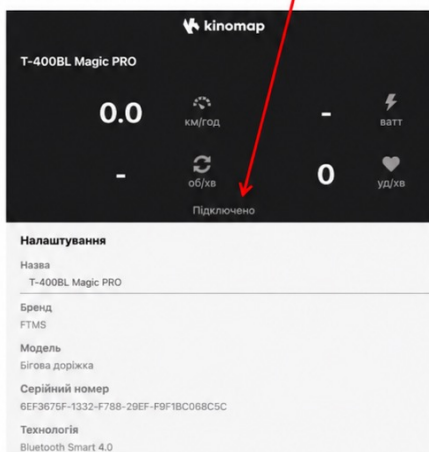 kinomap
T-400BL Magic PRO
0.0 км/год - ватт
- об/хв 0 уд/хв
Підключено
Налаштування
Назва
T-400BL Magic PRO
Бренд
FTMS
Модель
Бігова доріжка
Серійний номер
6EF3675F-1332-F788-29EF-F9F1BC068C5C
Технологія
Bluetooth Smart 4.0